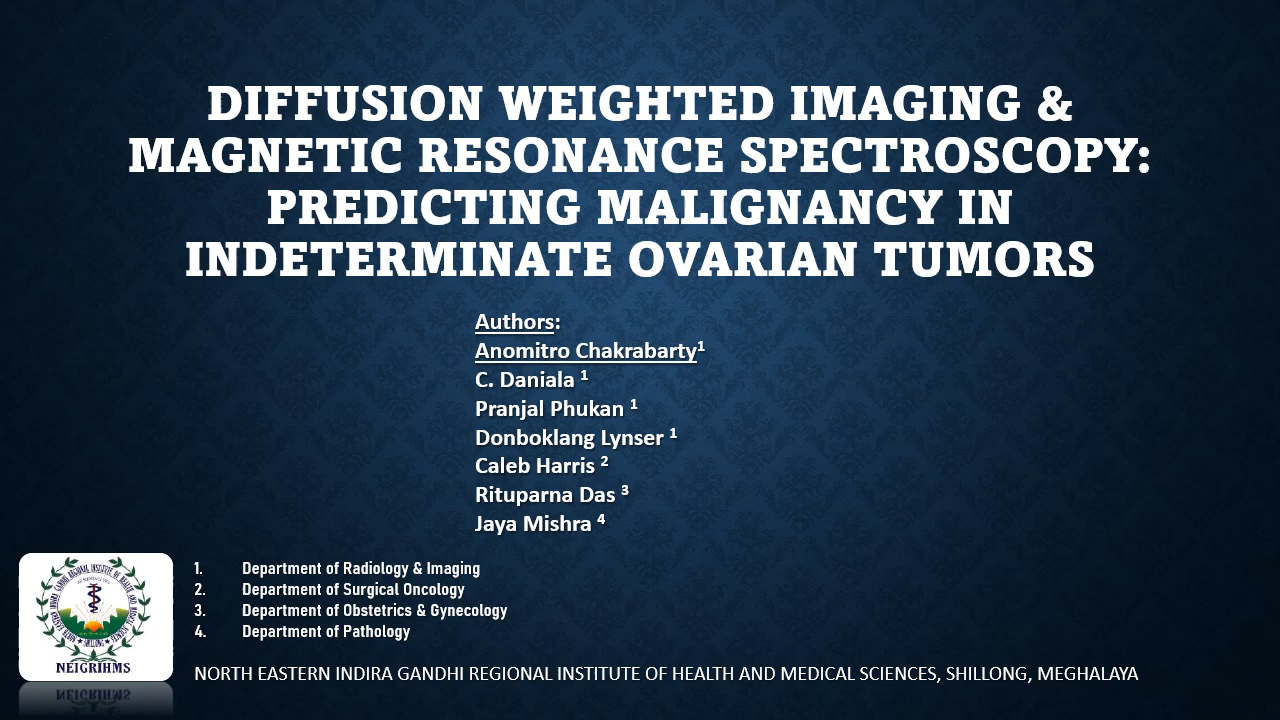 DIFFUSION WEIGHTED IMAGING &
MAGNETIC RESONANCE SPECTROSCOPY:
PREDICTING MALIGNANCY IN
INDETERMINATE OVARIAN TUMORS
Authors:
Anomitro Chakrabarty¹
C. Daniala ¹
Pranjal Phukan ¹
Donboklang Lynser ¹
Caleb Harris ²
Rituparna Das ³
Jaya Mishra ⁴
1. Department of Radiology & Imaging
2. Department of Surgical Oncology
3. Department of Obstetrics & Gynecology
4. Department of Pathology
NEIGRIHMS
NORTH EASTERN INDIRA GANDHI REGIONAL INSTITUTE OF HEALTH AND MEDICAL SCIENCES, SHILLONG, MEGHALAYA